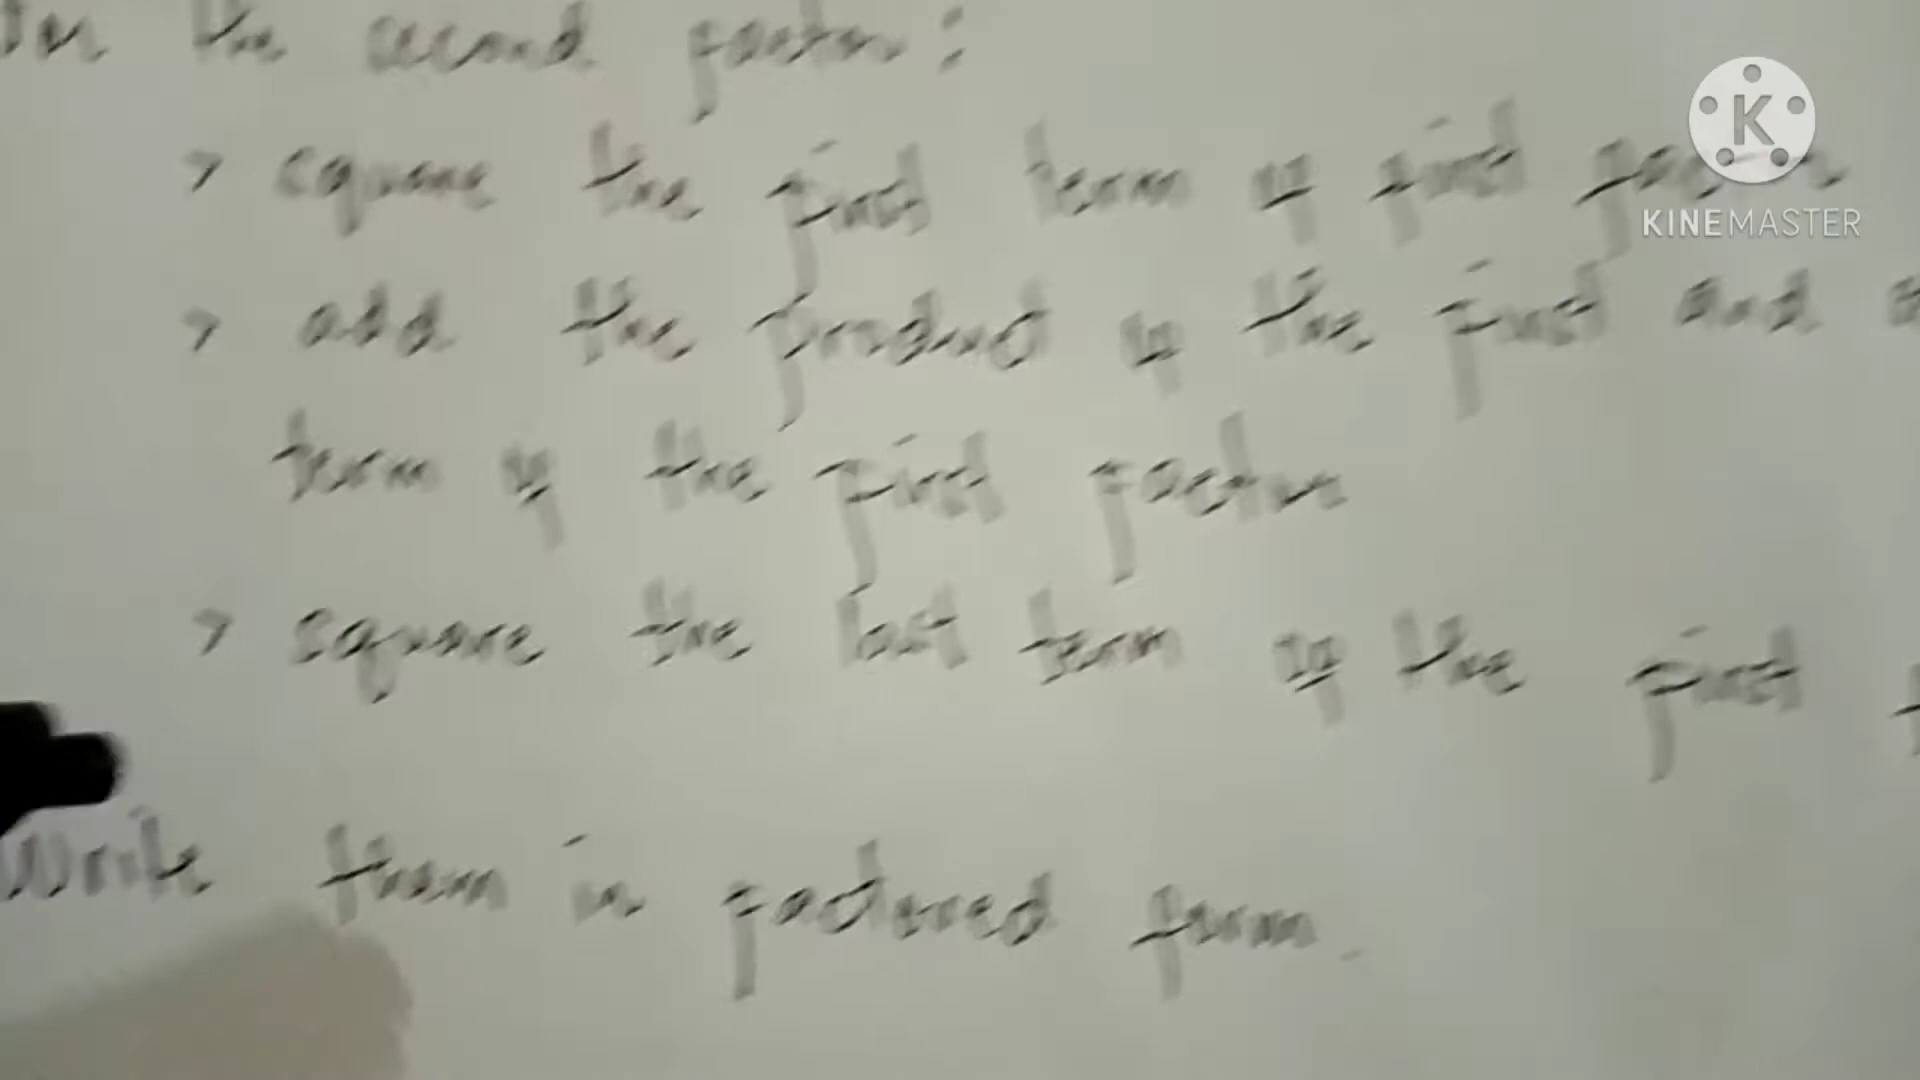 the second factor:
> square the first term of first factor
> add the product of the first and
term of the first factor
> square the last term of the first
Write them in factored form.
KINEMASTER